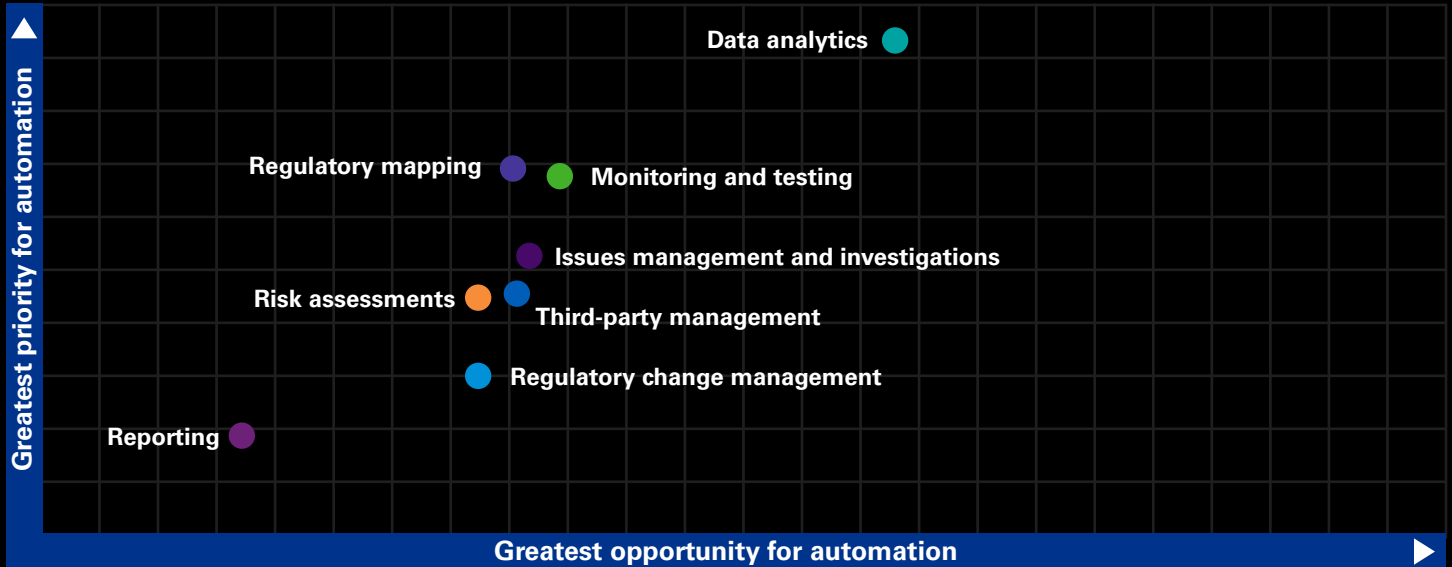 Greatest priority for automation
Data analytics
Regulatory mapping
Monitoring and testing
Issues management and investigations
Risk assessments
Third-party management
Regulatory change management
Reporting
Greatest opportunity for automation